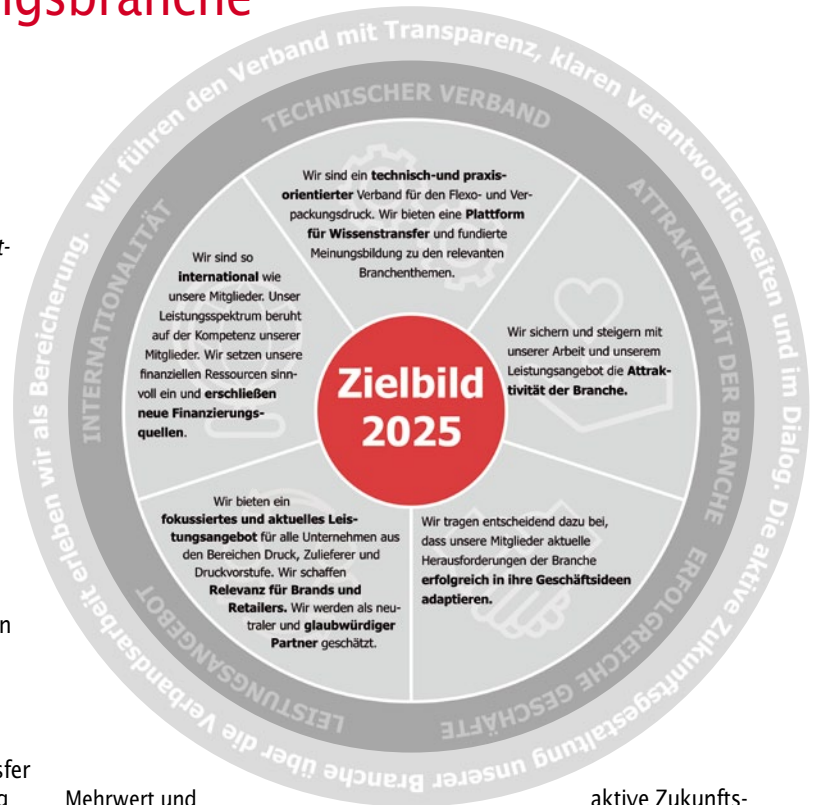 ngsbranche
Wir führen den Verband mit Transparenz, klaren Verantwortlichkeiten und im Dialog. Die aktive Zukunftsgestaltung unserer Branche über die Verbandsarbeit erleben wir als Bereicherung.
TECHNISCHER VERBAND
ATTRAKTIVITÄT DER BRANCHE
ERFOLGREICHE GESCHÄFTE
LEISTUNGSANGEBOT
INTERNATIONALITÄT
Wir sind ein technisch-und praxis-
orientierter Verband für den Flexo- und Ver-
packungsdruck. Wir bieten eine Plattform
für Wissenstransfer und fundierte
Meinungsbildung zu den relevanten
Branchenthemen.
Wir sichern und steigern mit
unserer Arbeit und unserem
Leistungsangebot die Attrak-
tivität der Branche.
Wir tragen entscheidend dazu bei,
dass unsere Mitglieder aktuelle
Herausforderungen der Branche
erfolgreich in ihre Geschäftsideen
adaptieren.
Wir bieten ein
fokussiertes und aktuelles Leis-
tungsangebot für alle Unternehmen aus
den Bereichen Druck, Zulieferer und
Druckvorstufe. Wir schaffen
Relevanz für Brands und
Retailers. Wir werden als neu-
traler und glaubwürdiger
Partner geschätzt.
Wir sind so
international wie
unsere Mitglieder. Unser
Leistungsspektrum beruht
auf der Kompetenz unserer
Mitglieder. Wir setzen unsere
finanziellen Ressourcen sinn-
voll ein und erschließen
neue Finanzierungs-
quellen.
Zielbild
2025
t-
n
sfer
g
Mehrwert und
aktive Zukunfts-